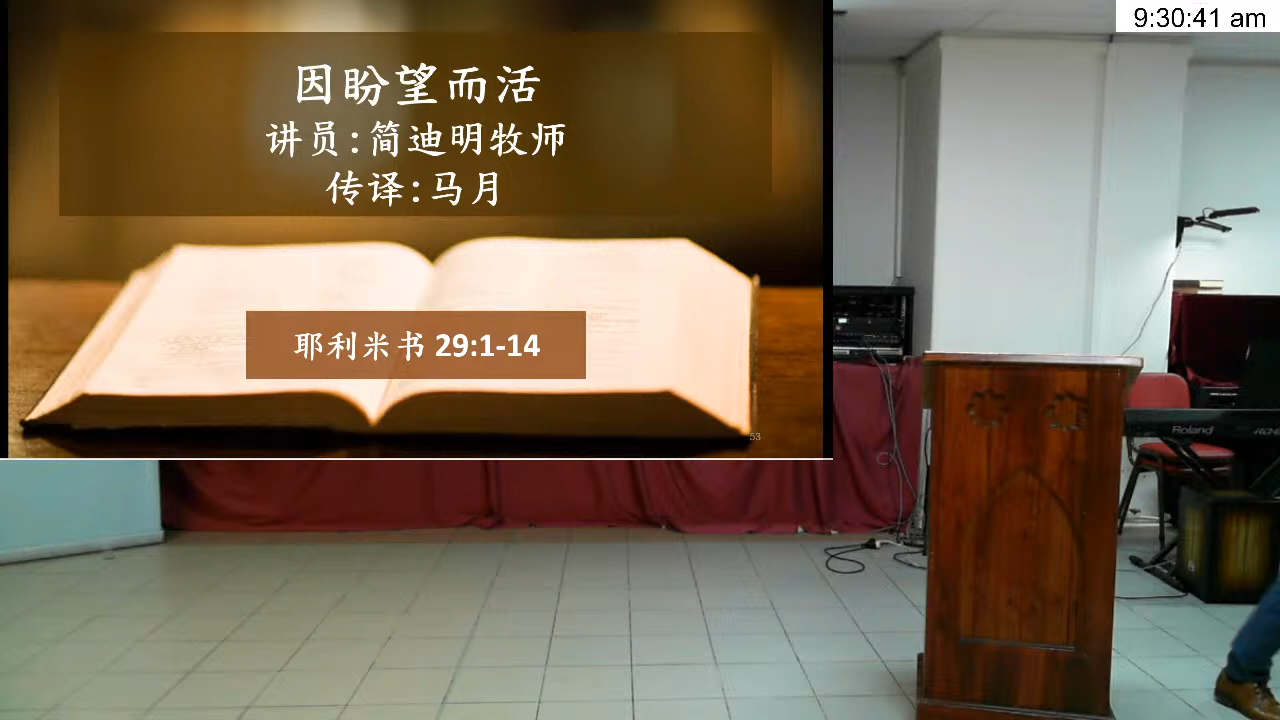 9:30:41 am
因盼望而活
讲员:简迪明牧师
传译:马月
耶利米书 29:1-14
53
Roland